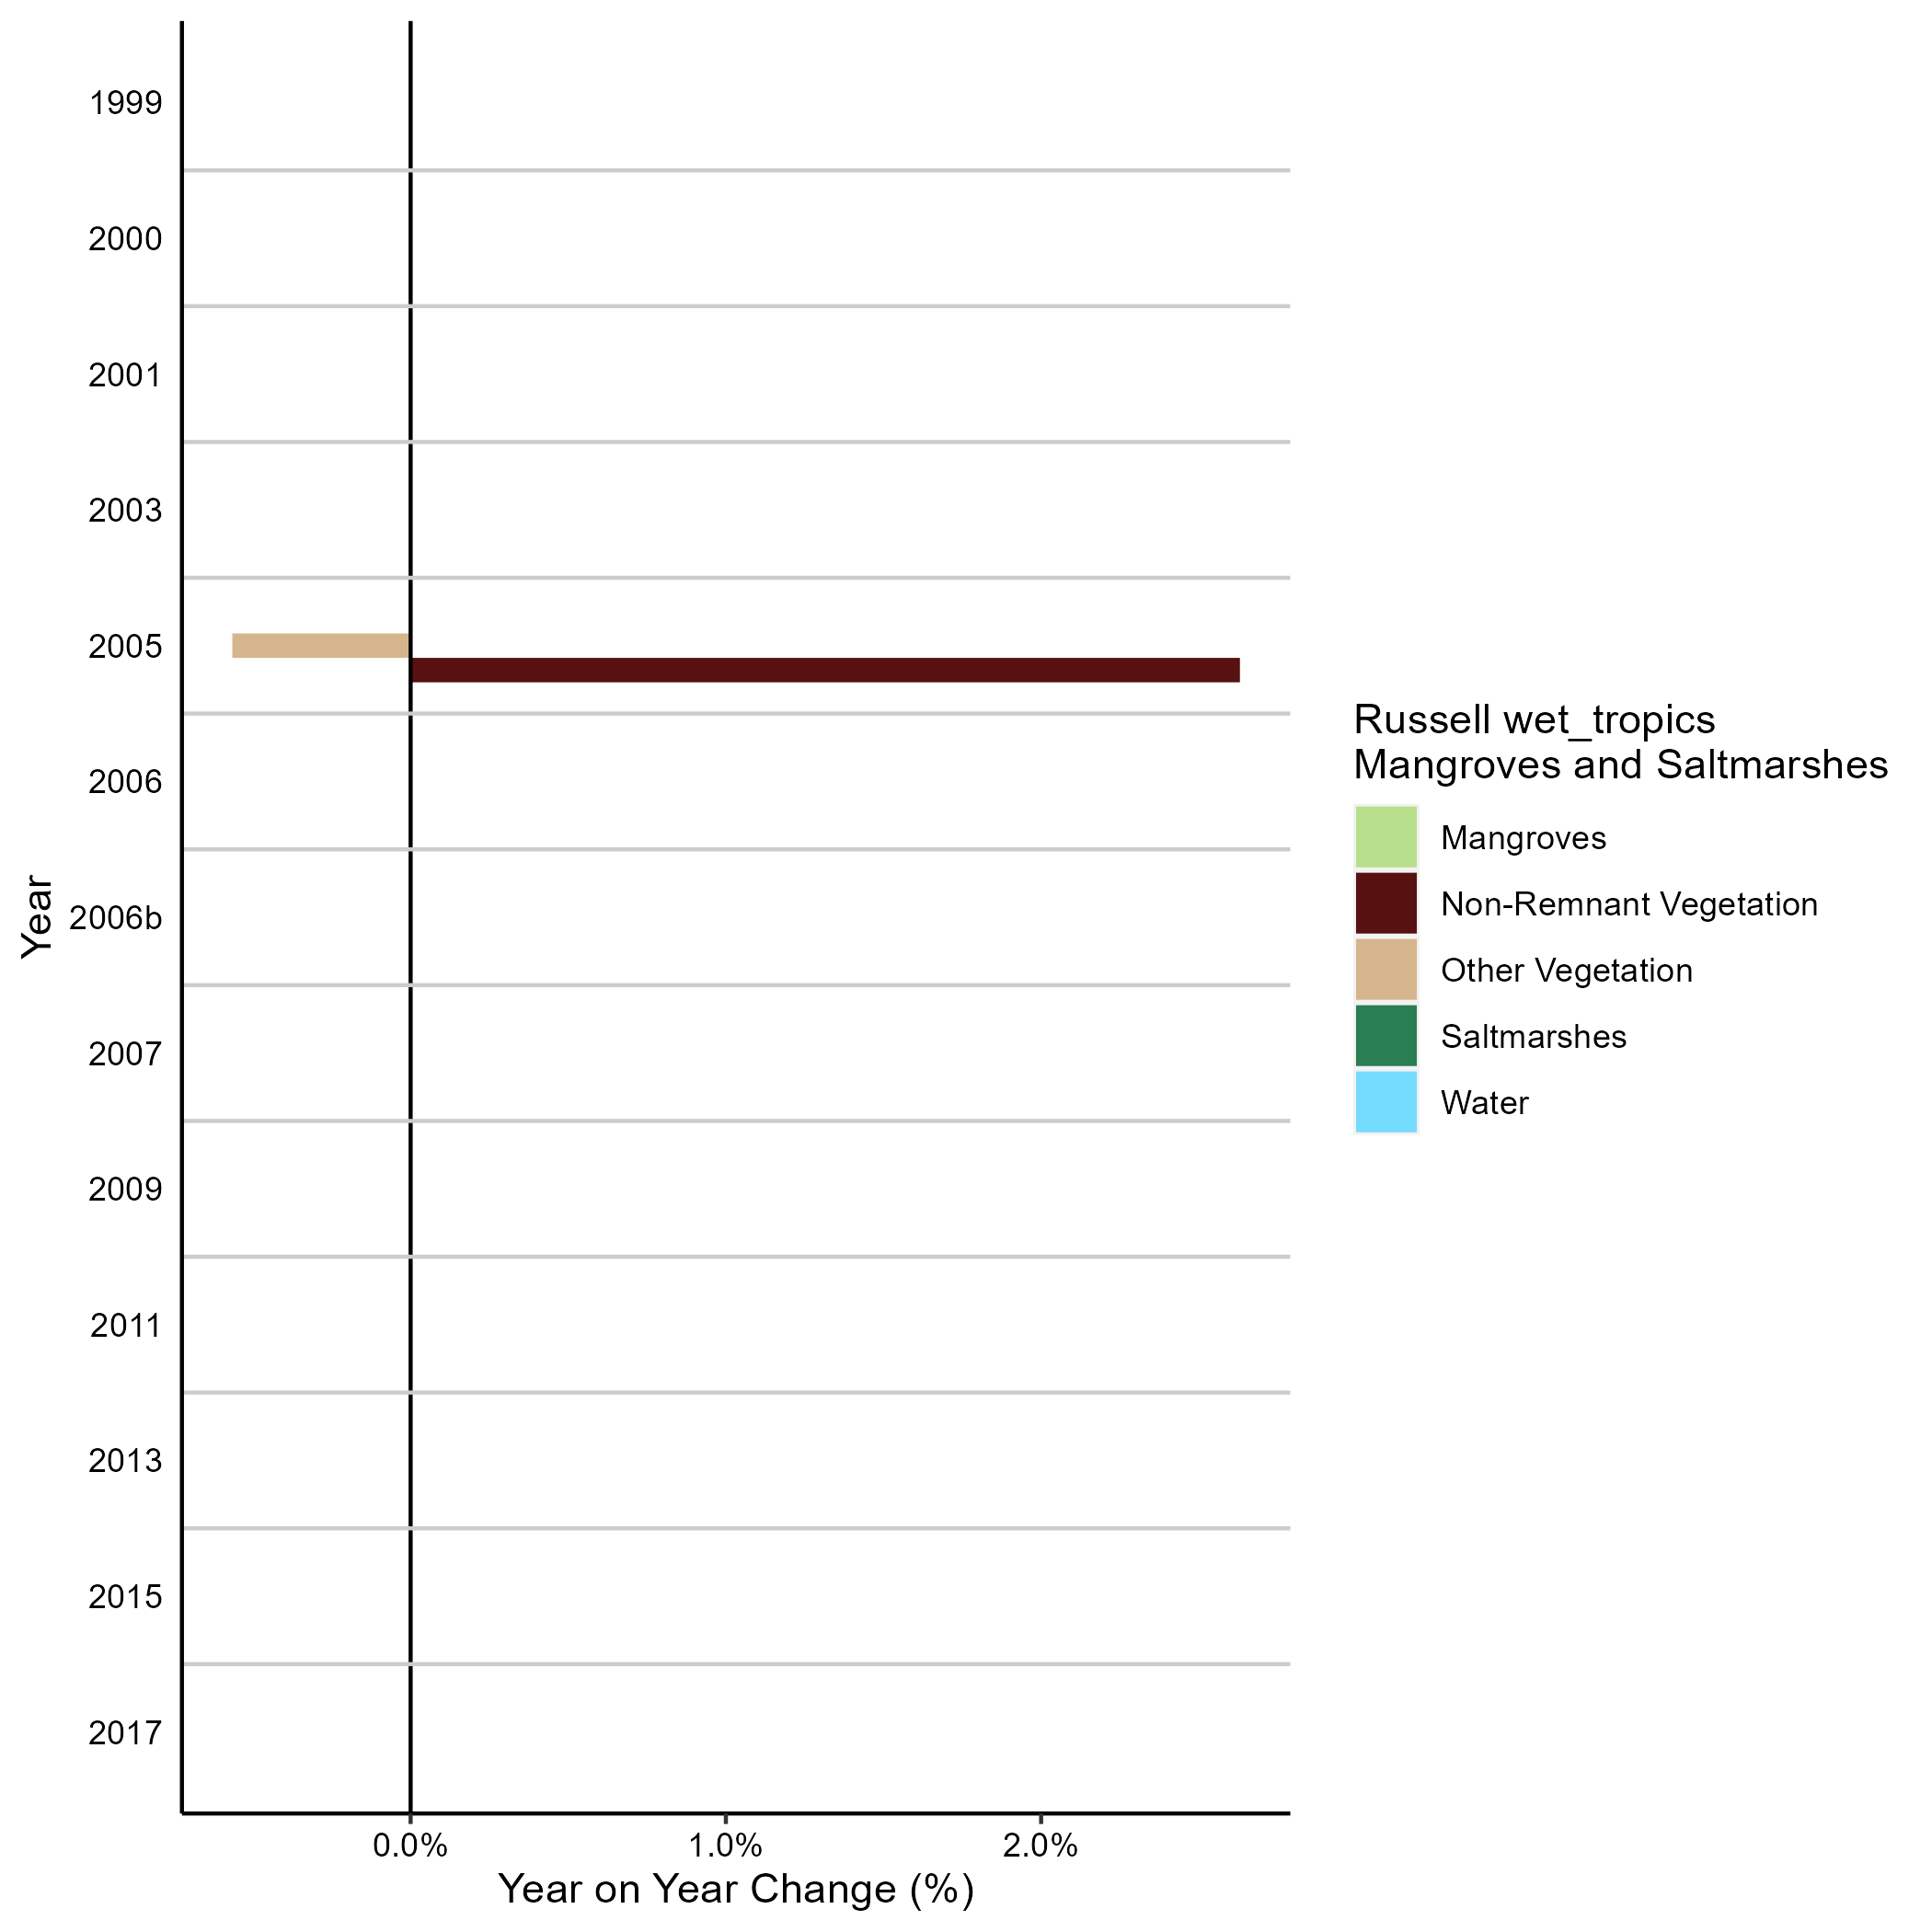 1999
2000
2001
2003
2005
2006
2006b
2007
2009
2011
2013
2015
2017
Year
0.0%
1.0%
2.0%
Year on Year Change (%)
Russell wet_tropics
Mangroves and Saltmarshes
Mangroves
Non-Remnant Vegetation
Other Vegetation
Saltmarshes
Water